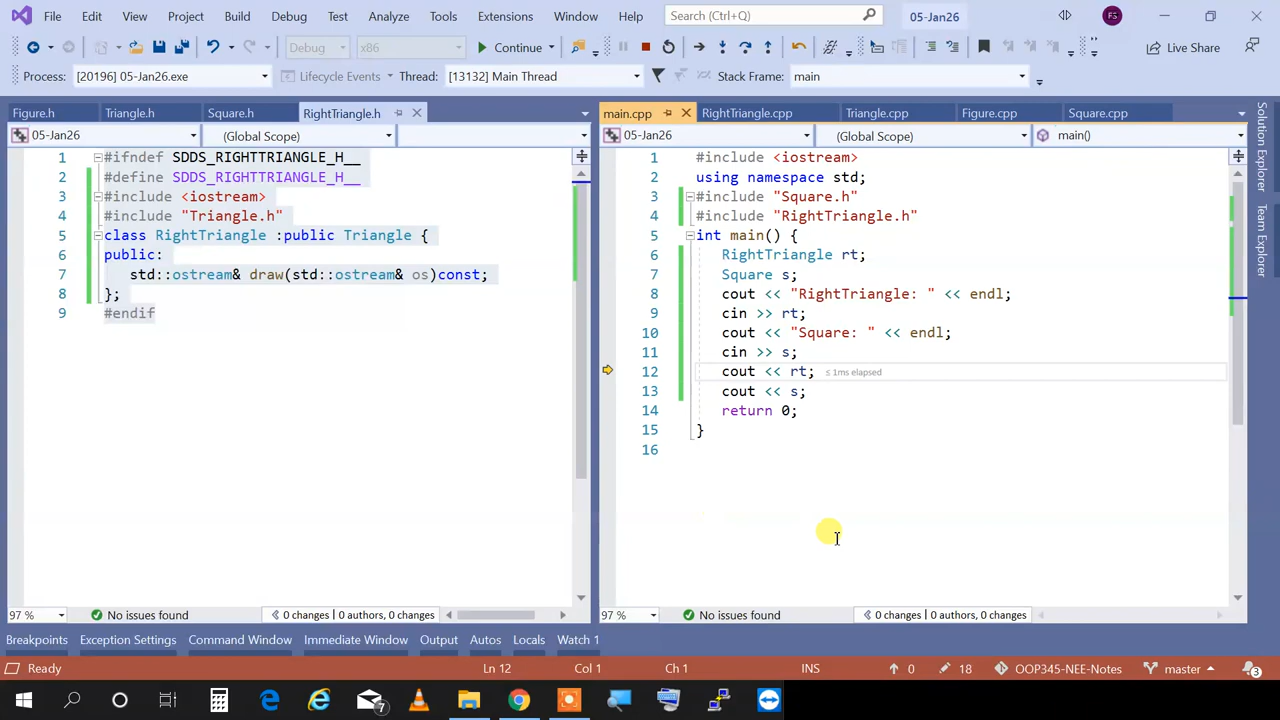 File Edit View Project Build Debug Test Analyze Tools Extensions Window Help Search (Ctrl+Q) 05-Jan26 FS
Debug x86 Continue Live Share
Process: [20196] 05-Jan26.exe Lifecycle Events Thread: [13132] Main Thread Stack Frame: main
Figure.h Triangle.h Square.h RightTriangle.h
05-Jan26 (Global Scope)
1 #ifndef SDDS_RIGHTTRIANGLE_H__
2 #define SDDS_RIGHTTRIANGLE_H__
3 #include <iostream>
4 #include "Triangle.h"
5 class RightTriangle :public Triangle {
6 public:
7 std::ostream& draw(std::ostream& os)const;
8 };
9 #endif
97 % No issues found 0 changes | 0 authors, 0 changes
main.cpp RightTriangle.cpp Triangle.cpp Figure.cpp Square.cpp
05-Jan26 (Global Scope) main()
1 #include <iostream>
2 using namespace std;
3 #include "Square.h"
4 #include "RightTriangle.h"
5 int main() {
6 RightTriangle rt;
7 Square s;
8 cout << "RightTriangle: " << endl;
9 cin >> rt;
10 cout << "Square: " << endl;
11 cin >> s;
12 cout << rt; ≤ 1ms elapsed
13 cout << s;
14 return 0;
15 }
16
97 % No issues found 0 changes | 0 authors, 0 changes
Solution Explorer
Team Explorer
Breakpoints Exception Settings Command Window Immediate Window Output Autos Locals Watch 1
Ready Ln 12 Col 1 Ch 1 INS 0 18 OOP345-NEE-Notes master 3
7